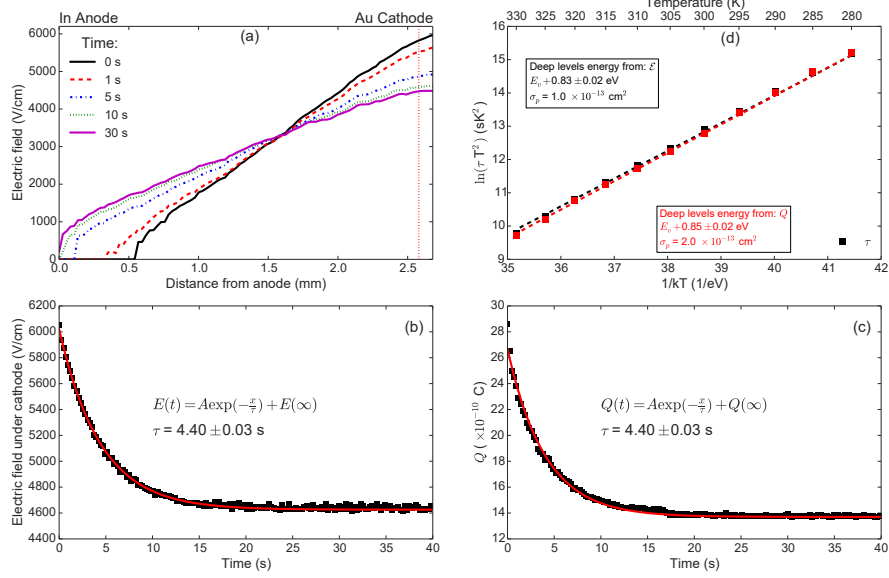 In Anode
Au Cathode
(a)
Time:
0 s
1 s
5 s
10 s
30 s
Electric field (V/cm)
6000
5000
4000
3000
2000
1000
0
0.0 0.5 1.0 1.5 2.0 2.5
Distance from anode (mm)
Temperature (K)
330 325 320 315 310 305 300 295 290 285 280
(d)
Deep levels energy from: ℰ
E_v+0.83±0.02 eV
σ_p = 1.0 ×10⁻¹³ cm²
Deep levels energy from: Q
E_v+0.85±0.02 eV
σ_p = 2.0 ×10⁻¹³ cm²
τ
ln(τ T²) (sK²)
16
15
14
13
12
11
10
9
35 36 37 38 39 40 41 42
1/kT (1/eV)
(b)
E(t)=Aexp(−x/τ)+E(∞)
τ = 4.40±0.03 s
Electric field under cathode (V/cm)
6200
6000
5800
5600
5400
5200
5000
4800
4600
4400
0 5 10 15 20 25 30 35 40
Time (s)
(c)
Q(t)=Aexp(−x/τ)+Q(∞)
τ = 4.40±0.03 s
Q (×10⁻¹⁰ C)
30
28
26
24
22
20
18
16
14
12
0 5 10 15 20 25 30 35 40
Time (s)